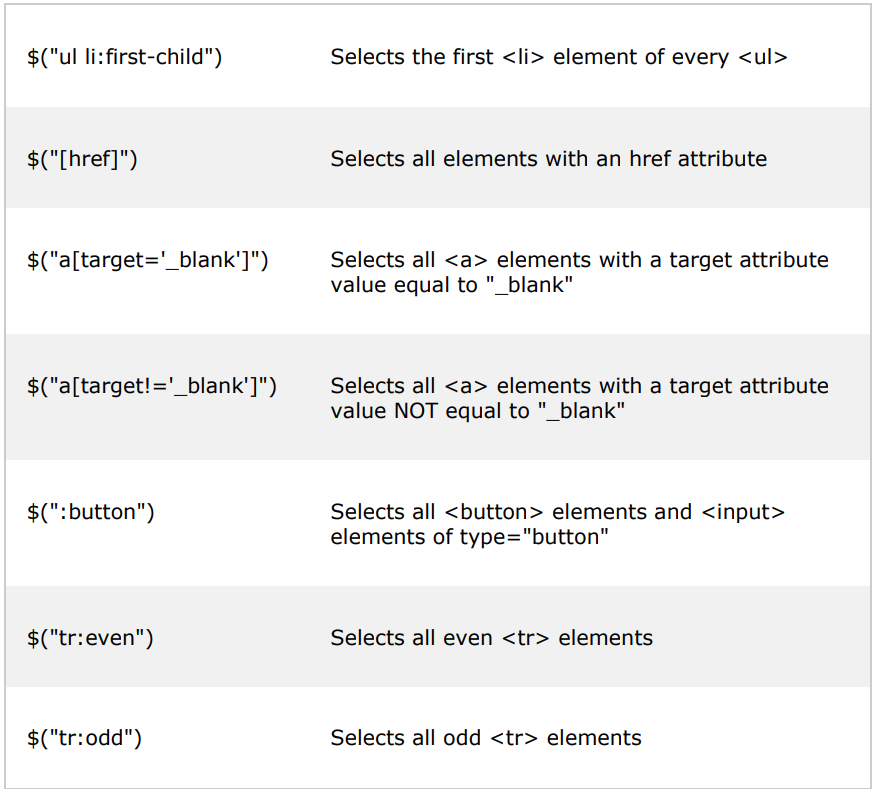 $("ul li:first-child") Selects the first <li> element of every <ul>
$("[href]") Selects all elements with an href attribute
$("a[target='_blank']") Selects all <a> elements with a target attribute
value equal to "_blank"
$("a[target!='_blank']") Selects all <a> elements with a target attribute
value NOT equal to "_blank"
$(":button") Selects all <button> elements and <input>
elements of type="button"
$("tr:even") Selects all even <tr> elements
$("tr:odd") Selects all odd <tr> elements